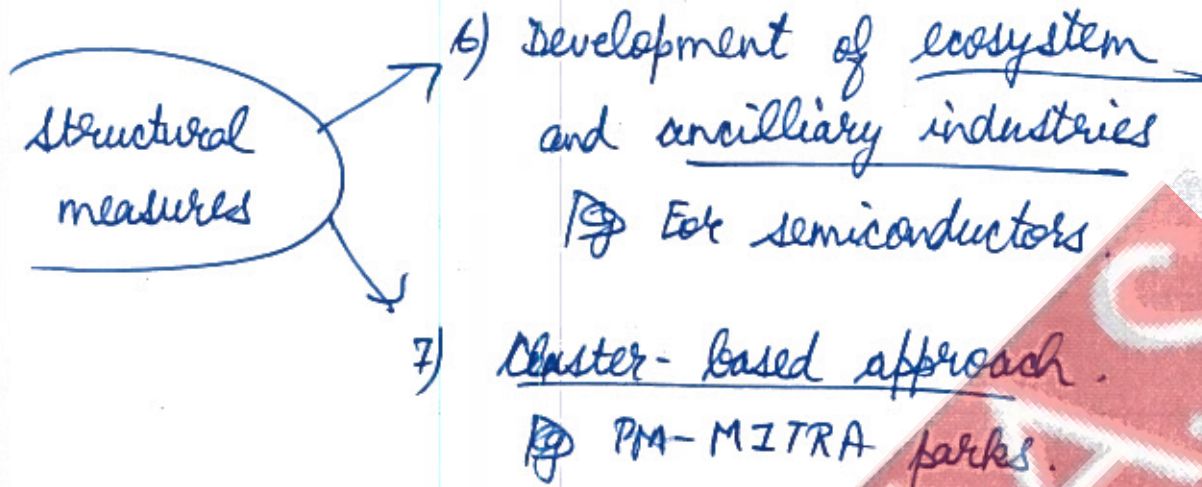 Structural
measures
6) Development of ecosystem
and ancilliary industries
Eg For semiconductors.
7) Cluster-based approach.
Eg PM-MITRA parks.